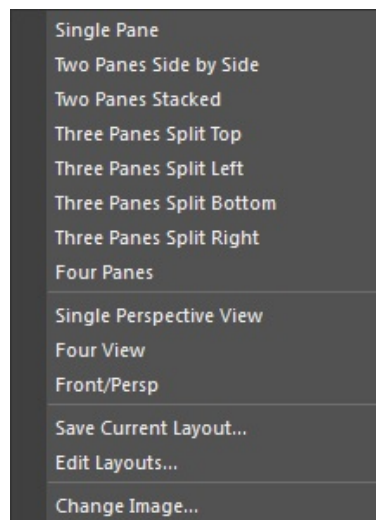 Single Pane
Two Panes Side by Side
Two Panes Stacked
Three Panes Split Top
Three Panes Split Left
Three Panes Split Bottom
Three Panes Split Right
Four Panes
Single Perspective View
Four View
Front/Persp
Save Current Layout...
Edit Layouts...
Change Image...